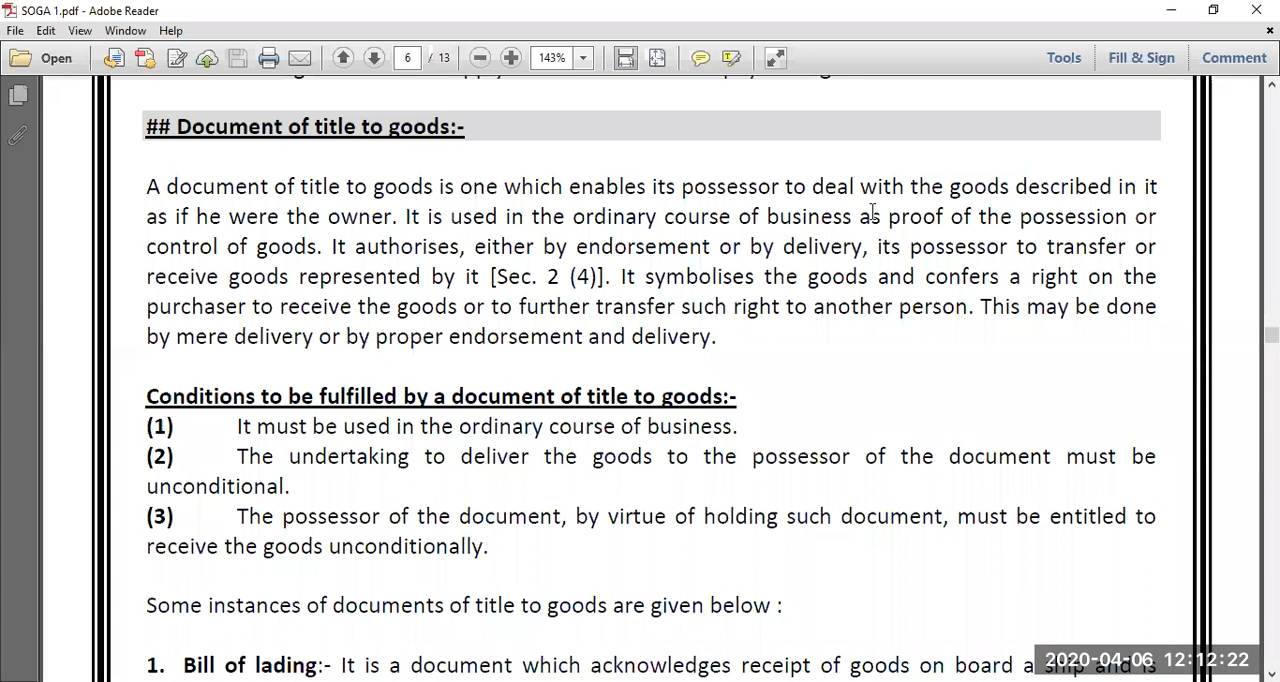 SOGA 1.pdf - Adobe Reader
File Edit View Window Help
Open 6 / 13 143% Tools Fill & Sign Comment
## Document of title to goods:-
A document of title to goods is one which enables its possessor to deal with the goods described in it
as if he were the owner. It is used in the ordinary course of business as proof of the possession or
control of goods. It authorises, either by endorsement or by delivery, its possessor to transfer or
receive goods represented by it [Sec. 2 (4)]. It symbolises the goods and confers a right on the
purchaser to receive the goods or to further transfer such right to another person. This may be done
by mere delivery or by proper endorsement and delivery.
Conditions to be fulfilled by a document of title to goods:-
(1) It must be used in the ordinary course of business.
(2) The undertaking to deliver the goods to the possessor of the document must be
unconditional.
(3) The possessor of the document, by virtue of holding such document, must be entitled to
receive the goods unconditionally.
Some instances of documents of title to goods are given below :
1. Bill of lading:- It is a document which acknowledges receipt of goods on board a ship and is
2020-04-06 12:12:22